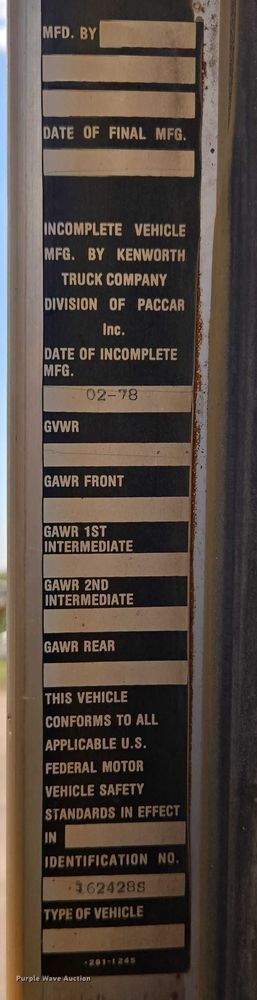 MFD. BY
DATE OF FINAL MFG.
INCOMPLETE VEHICLE
MFG. BY KENWORTH
TRUCK COMPANY
DIVISION OF PACCAR
Inc.
DATE OF INCOMPLETE
MFG.
02-78
GVWR
GAWR FRONT
GAWR 1ST
INTERMEDIATE
GAWR 2ND
INTERMEDIATE
GAWR REAR
THIS VEHICLE
CONFORMS TO ALL
APPLICABLE U.S.
FEDERAL MOTOR
VEHICLE SAFETY
STANDARDS IN EFFECT
IN
IDENTIFICATION NO.
162428S
TYPE OF VEHICLE
Purple Wave Auction